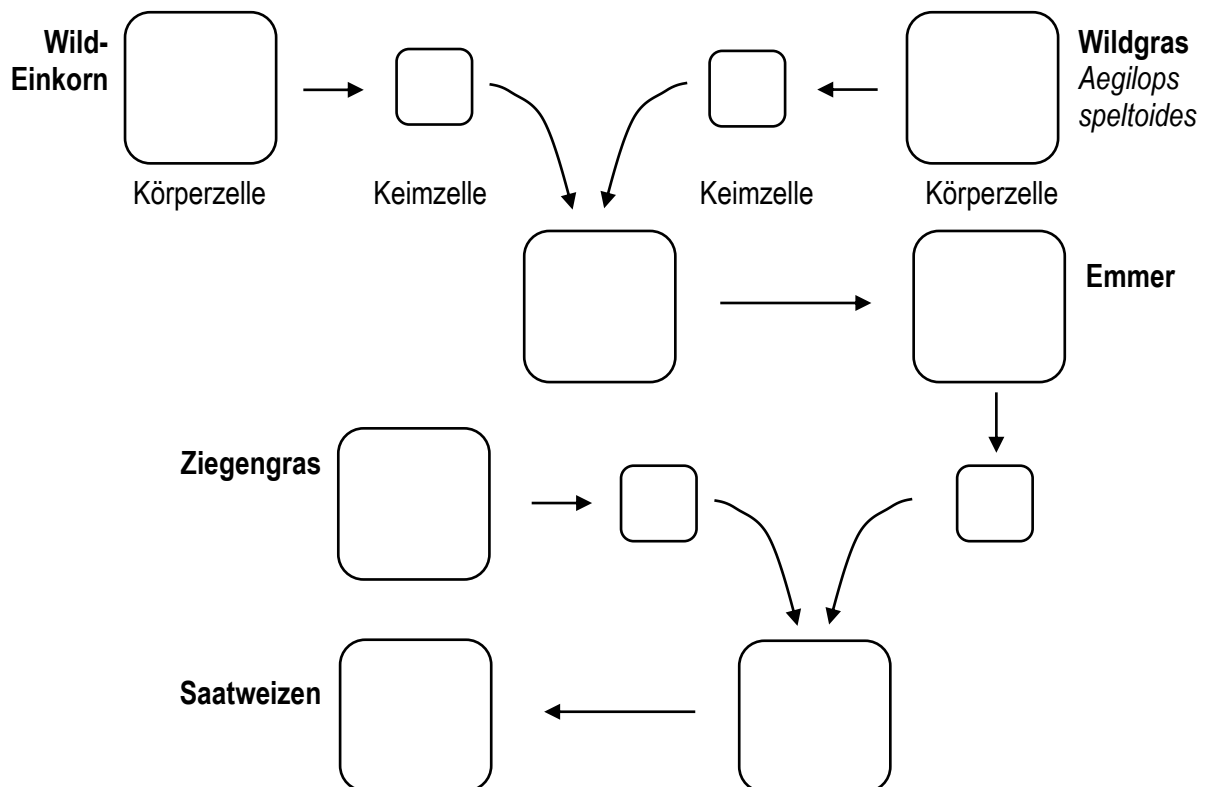 Wild-
Einkorn
Wildgras
Aegilops
speltoides
Körperzelle
Keimzelle
Keimzelle
Körperzelle
Emmer
Ziegengras
Saatweizen